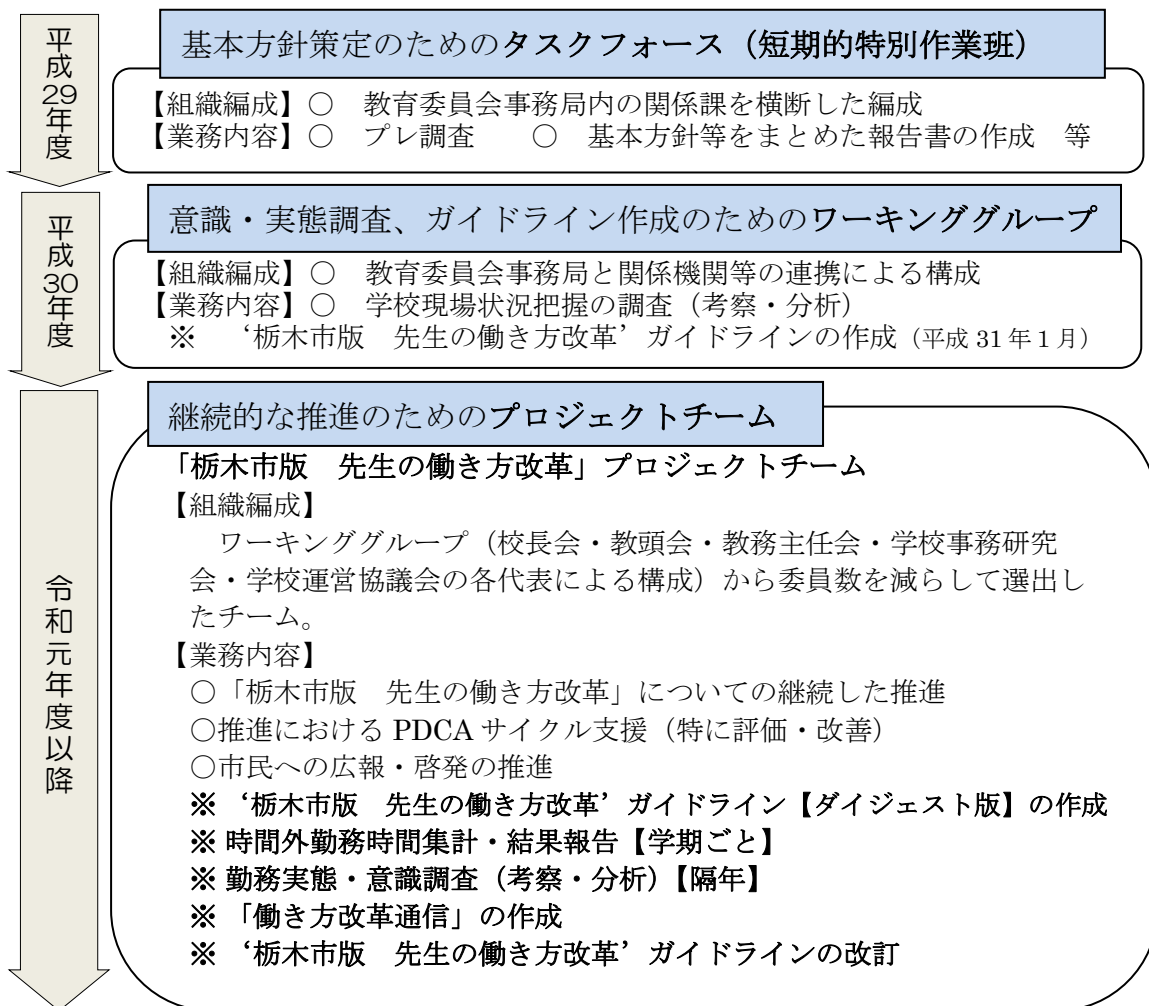 平成29年度
基本方針策定のためのタスクフォース（短期的特別作業班）
【組織編成】○　教育委員会事務局内の関係課を横断した編成
【業務内容】○　プレ調査　　○　基本方針等をまとめた報告書の作成　等
平成30年度
意識・実態調査、ガイドライン作成のためのワーキンググループ
【組織編成】○　教育委員会事務局と関係機関等の連携による構成
【業務内容】○　学校現場状況把握の調査（考察・分析）
※　‘栃木市版　先生の働き方改革’ガイドラインの作成（平成 31 年１月）
令和元年度以降
継続的な推進のためのプロジェクトチーム
「栃木市版　先生の働き方改革」プロジェクトチーム
【組織編成】
ワーキンググループ（校長会・教頭会・教務主任会・学校事務研究
会・学校運営協議会の各代表による構成）から委員数を減らして選出し
たチーム。
【業務内容】
○「栃木市版　先生の働き方改革」についての継続した推進
○推進における PDCA サイクル支援（特に評価・改善）
○市民への広報・啓発の推進
※ ‘栃木市版　先生の働き方改革’ガイドライン【ダイジェスト版】の作成
※ 時間外勤務時間集計・結果報告【学期ごと】
※ 勤務実態・意識調査（考察・分析）【隔年】
※ 「働き方改革通信」の作成
※ ‘栃木市版　先生の働き方改革’ガイドラインの改訂